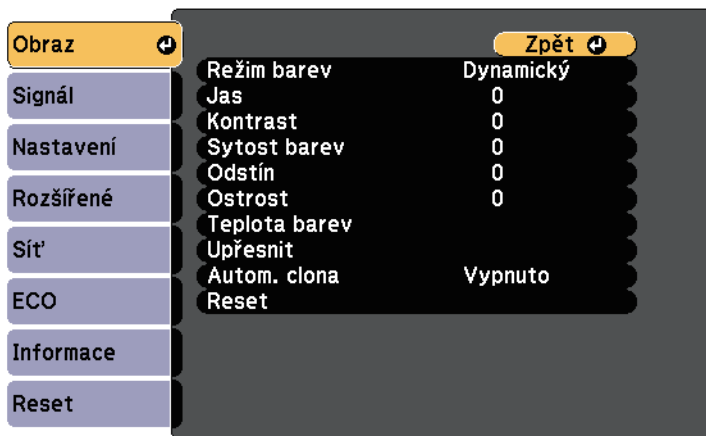 Obraz
Signál
Nastavení
Rozšířené
Síť
ECO
Informace
Reset
Zpět
Režim barev Dynamický
Jas 0
Kontrast 0
Sytost barev 0
Odstín 0
Ostrost 0
Teplota barev
Upřesnit
Autom. clona Vypnuto
Reset